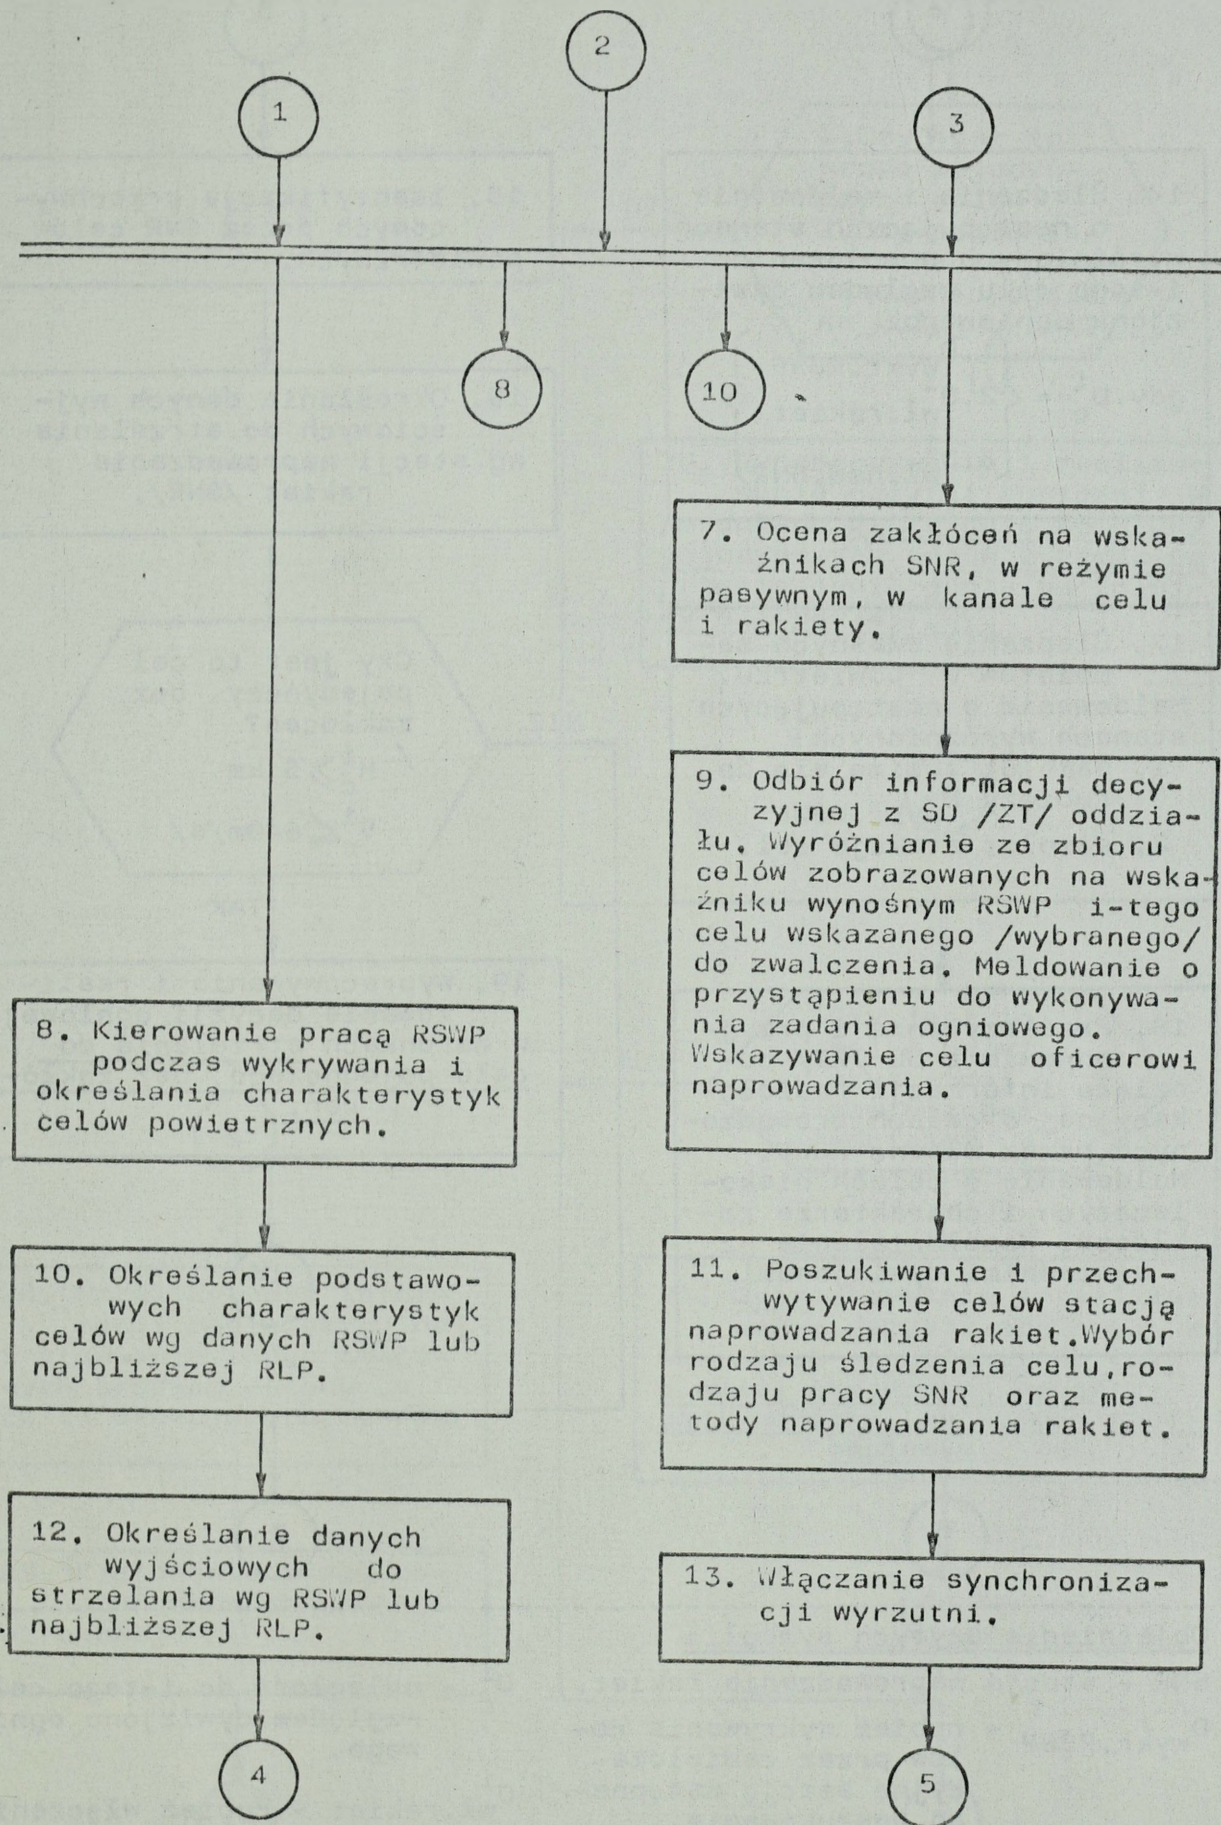 2
1
3
8
10
7. Ocena zakłóceń na wska-
źnikach SNR, w reżymie
pasywnym, w kanale celu
i rakiety.
9. Odbiór informacji decy-
zyjnej z SD /ZT/ oddzia-
łu. Wyróżnianie ze zbioru
celów zobrazowanych na wska-
źniku wynośnym RSWP i-tego
celu wskazanego /wybranego/
do zwalczenia. Meldowanie o
przystąpieniu do wykonywa-
nia zadania ogniowego.
Wskazywanie celu oficerowi
naprowadzania.
8. Kierowanie pracą RSWP
podczas wykrywania i
określania charakterystyk
celów powietrznych.
10. Określanie podstawo-
wych charakterystyk
celów wg danych RSWP lub
najbliższej RLP.
11. Poszukiwanie i przech-
wytywanie celów stacją
naprowadzania rakiet.Wybór
rodzaju śledzenia celu,ro-
dzaju pracy SNR oraz me-
tody naprowadzania rakiet.
12. Określanie danych
wyjściowych do
strzelania wg RSWP lub
najbliższej RLP.
13. Włączanie synchroniza-
cji wyrzutni.
4
5